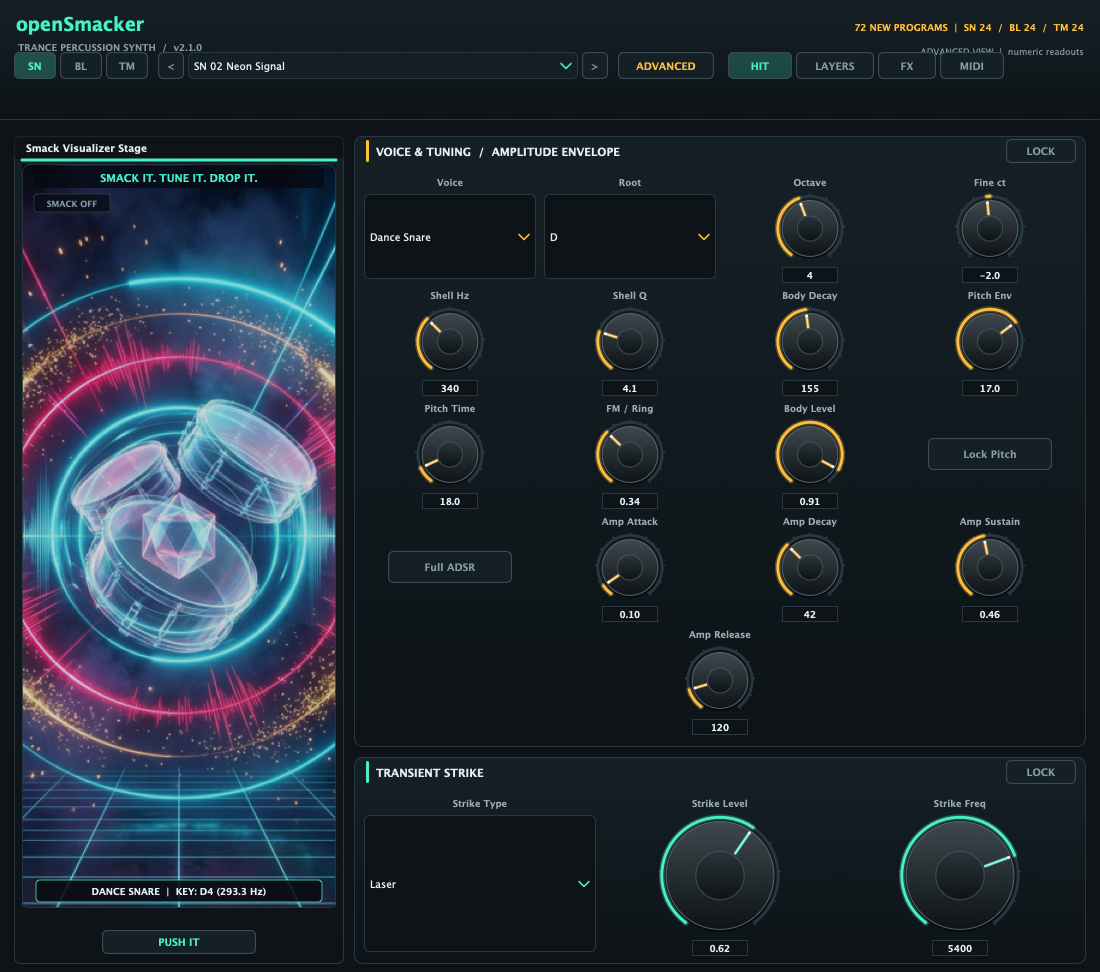 openSmacker
72 NEW PROGRAMS | SN 24 / BL 24 / TM 24
TRANCE PERCUSSION SYNTH / v2.1.0
ADVANCED VIEW | numeric readouts
SN BL TM < SN 02 Neon Signal > ADVANCED HIT LAYERS FX MIDI
Smack Visualizer Stage
SMACK IT. TUNE IT. DROP IT.
SMACK OFF
DANCE SNARE | KEY: D4 (293.3 Hz)
PUSH IT
VOICE & TUNING / AMPLITUDE ENVELOPE LOCK
Voice Root Octave Fine ct
Dance Snare D
4 -2.0
Shell Hz Shell Q Body Decay Pitch Env
340 4.1 155 17.0
Pitch Time FM / Ring Body Level
Lock Pitch
18.0 0.34 0.91
Amp Attack Amp Decay Amp Sustain
Full ADSR
0.10 42 0.46
Amp Release
120
TRANSIENT STRIKE LOCK
Strike Type Strike Level Strike Freq
Laser
0.62 5400